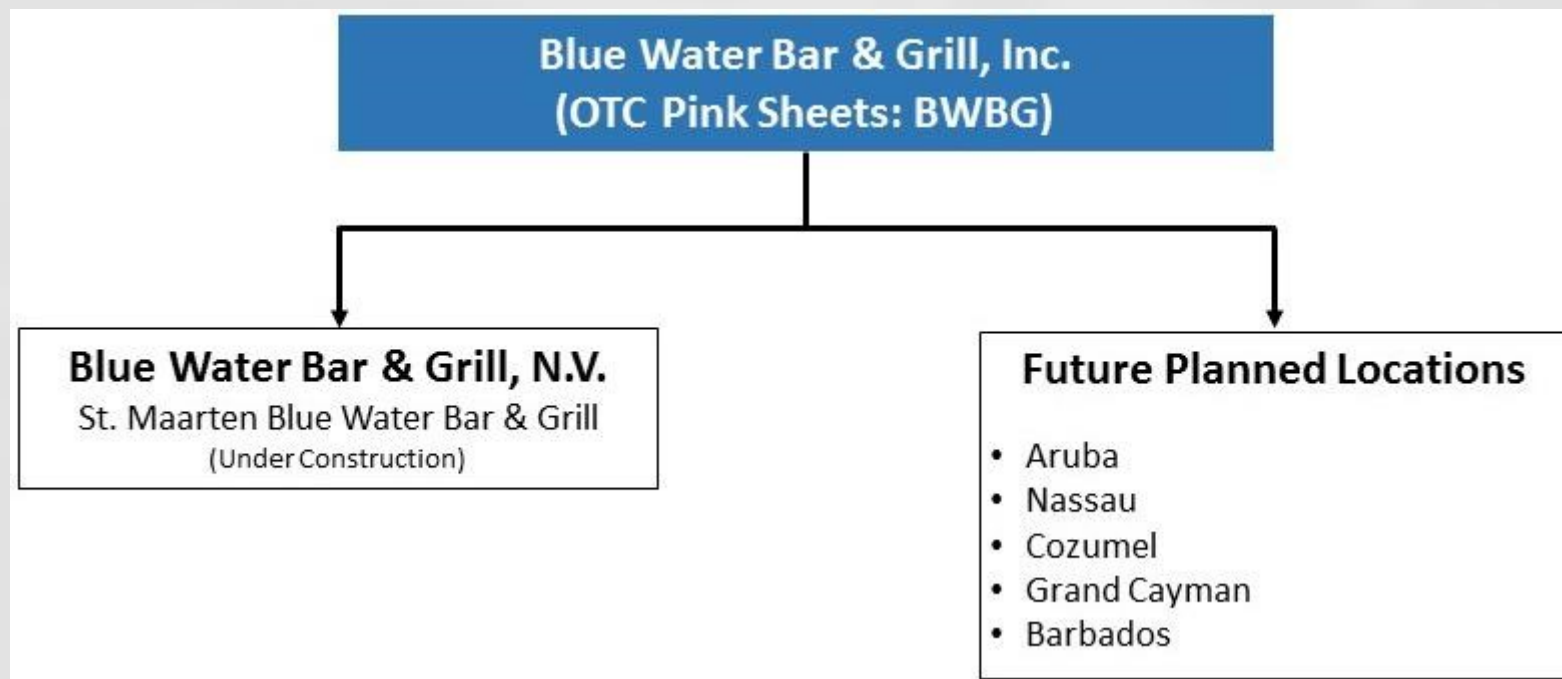 Blue Water Bar & Grill, Inc.
(OTC Pink Sheets: BWBG)
Blue Water Bar & Grill, N.V.
St. Maarten Blue Water Bar & Grill
(Under Construction)
Future Planned Locations
• Aruba
• Nassau
• Cozumel
• Grand Cayman
• Barbados